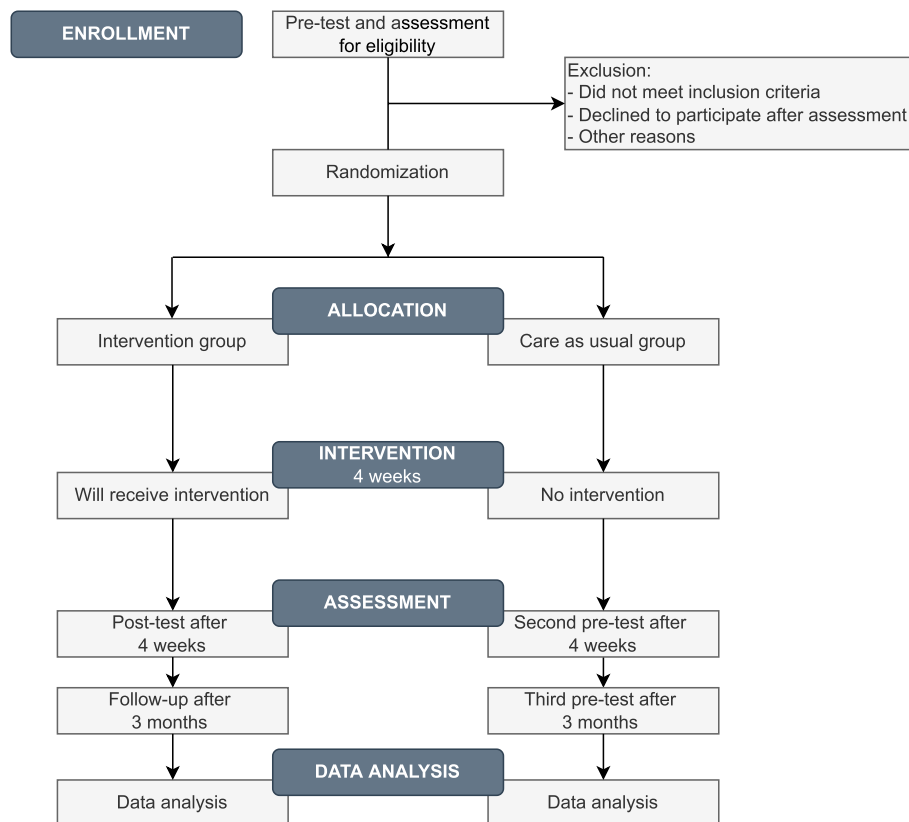 ENROLLMENT
Pre-test and assessment
for eligibility
Exclusion:
- Did not meet inclusion criteria
- Declined to participate after assessment
- Other reasons
Randomization
ALLOCATION
Intervention group
Care as usual group
INTERVENTION
4 weeks
Will receive intervention
No intervention
ASSESSMENT
Post-test after
4 weeks
Second pre-test after
4 weeks
Follow-up after
3 months
Third pre-test after
3 months
DATA ANALYSIS
Data analysis
Data analysis